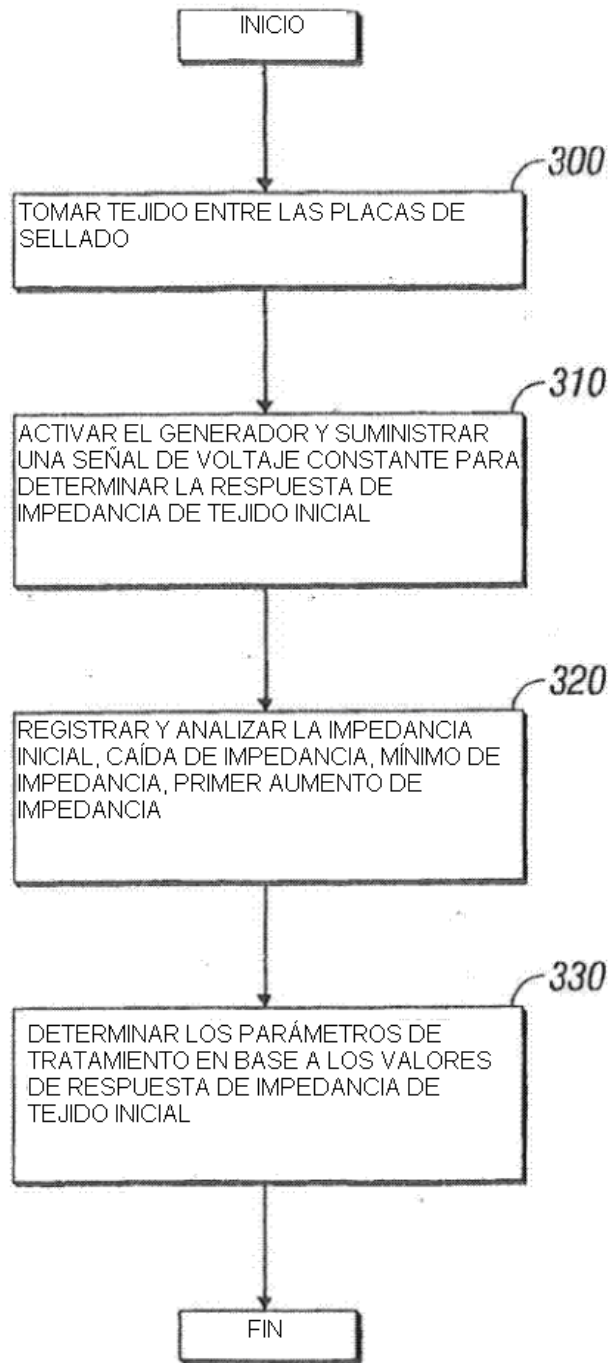 INICIO
300
TOMAR TEJIDO ENTRE LAS PLACAS DE
SELLADO
310
ACTIVAR EL GENERADOR Y SUMINISTRAR
UNA SEÑAL DE VOLTAJE CONSTANTE PARA
DETERMINAR LA RESPUESTA DE
IMPEDANCIA DE TEJIDO INICIAL
320
REGISTRAR Y ANALIZAR LA IMPEDANCIA
INICIAL, CAÍDA DE IMPEDANCIA, MÍNIMO DE
IMPEDANCIA, PRIMER AUMENTO DE
IMPEDANCIA
330
DETERMINAR LOS PARÁMETROS DE
TRATAMIENTO EN BASE A LOS VALORES
DE RESPUESTA DE IMPEDANCIA DE
TEJIDO INICIAL
FIN